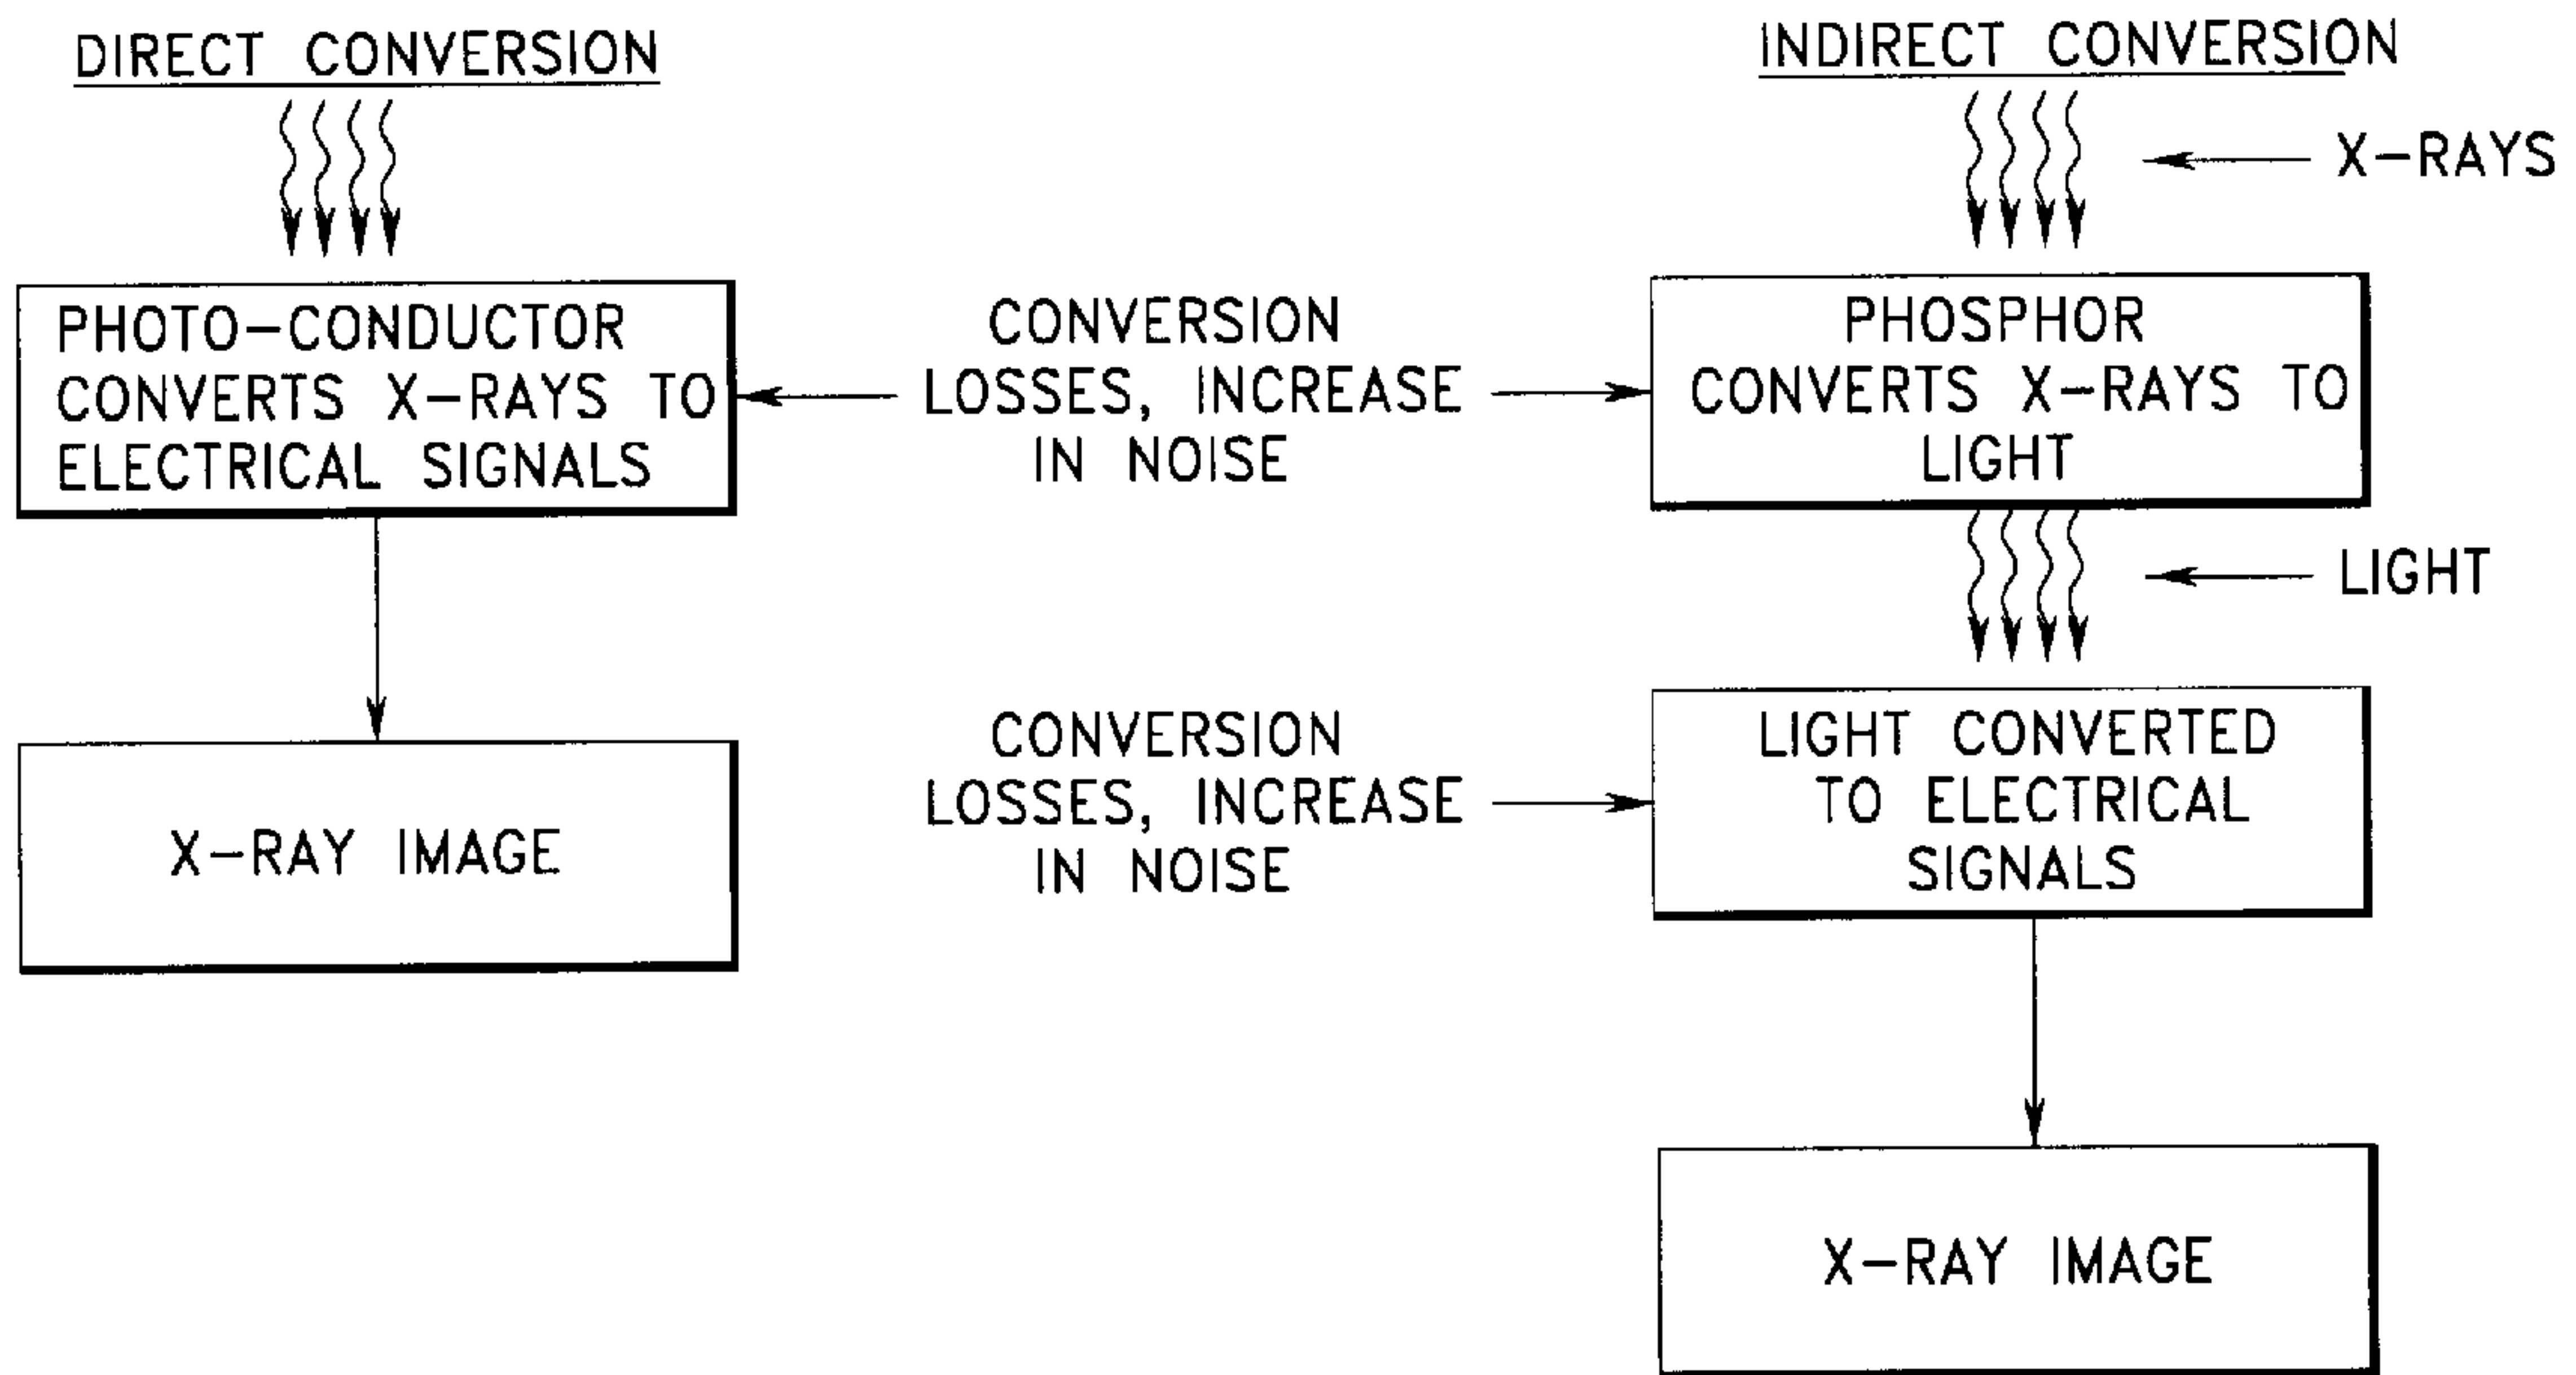 DIRECT CONVERSION
INDIRECT CONVERSION
X-RAYS
PHOTO-CONDUCTOR
CONVERTS X-RAYS TO
ELECTRICAL SIGNALS
CONVERSION
LOSSES, INCREASE
IN NOISE
PHOSPHOR
CONVERTS X-RAYS TO
LIGHT
LIGHT
X-RAY IMAGE
CONVERSION
LOSSES, INCREASE
IN NOISE
LIGHT CONVERTED
TO ELECTRICAL
SIGNALS
X-RAY IMAGE